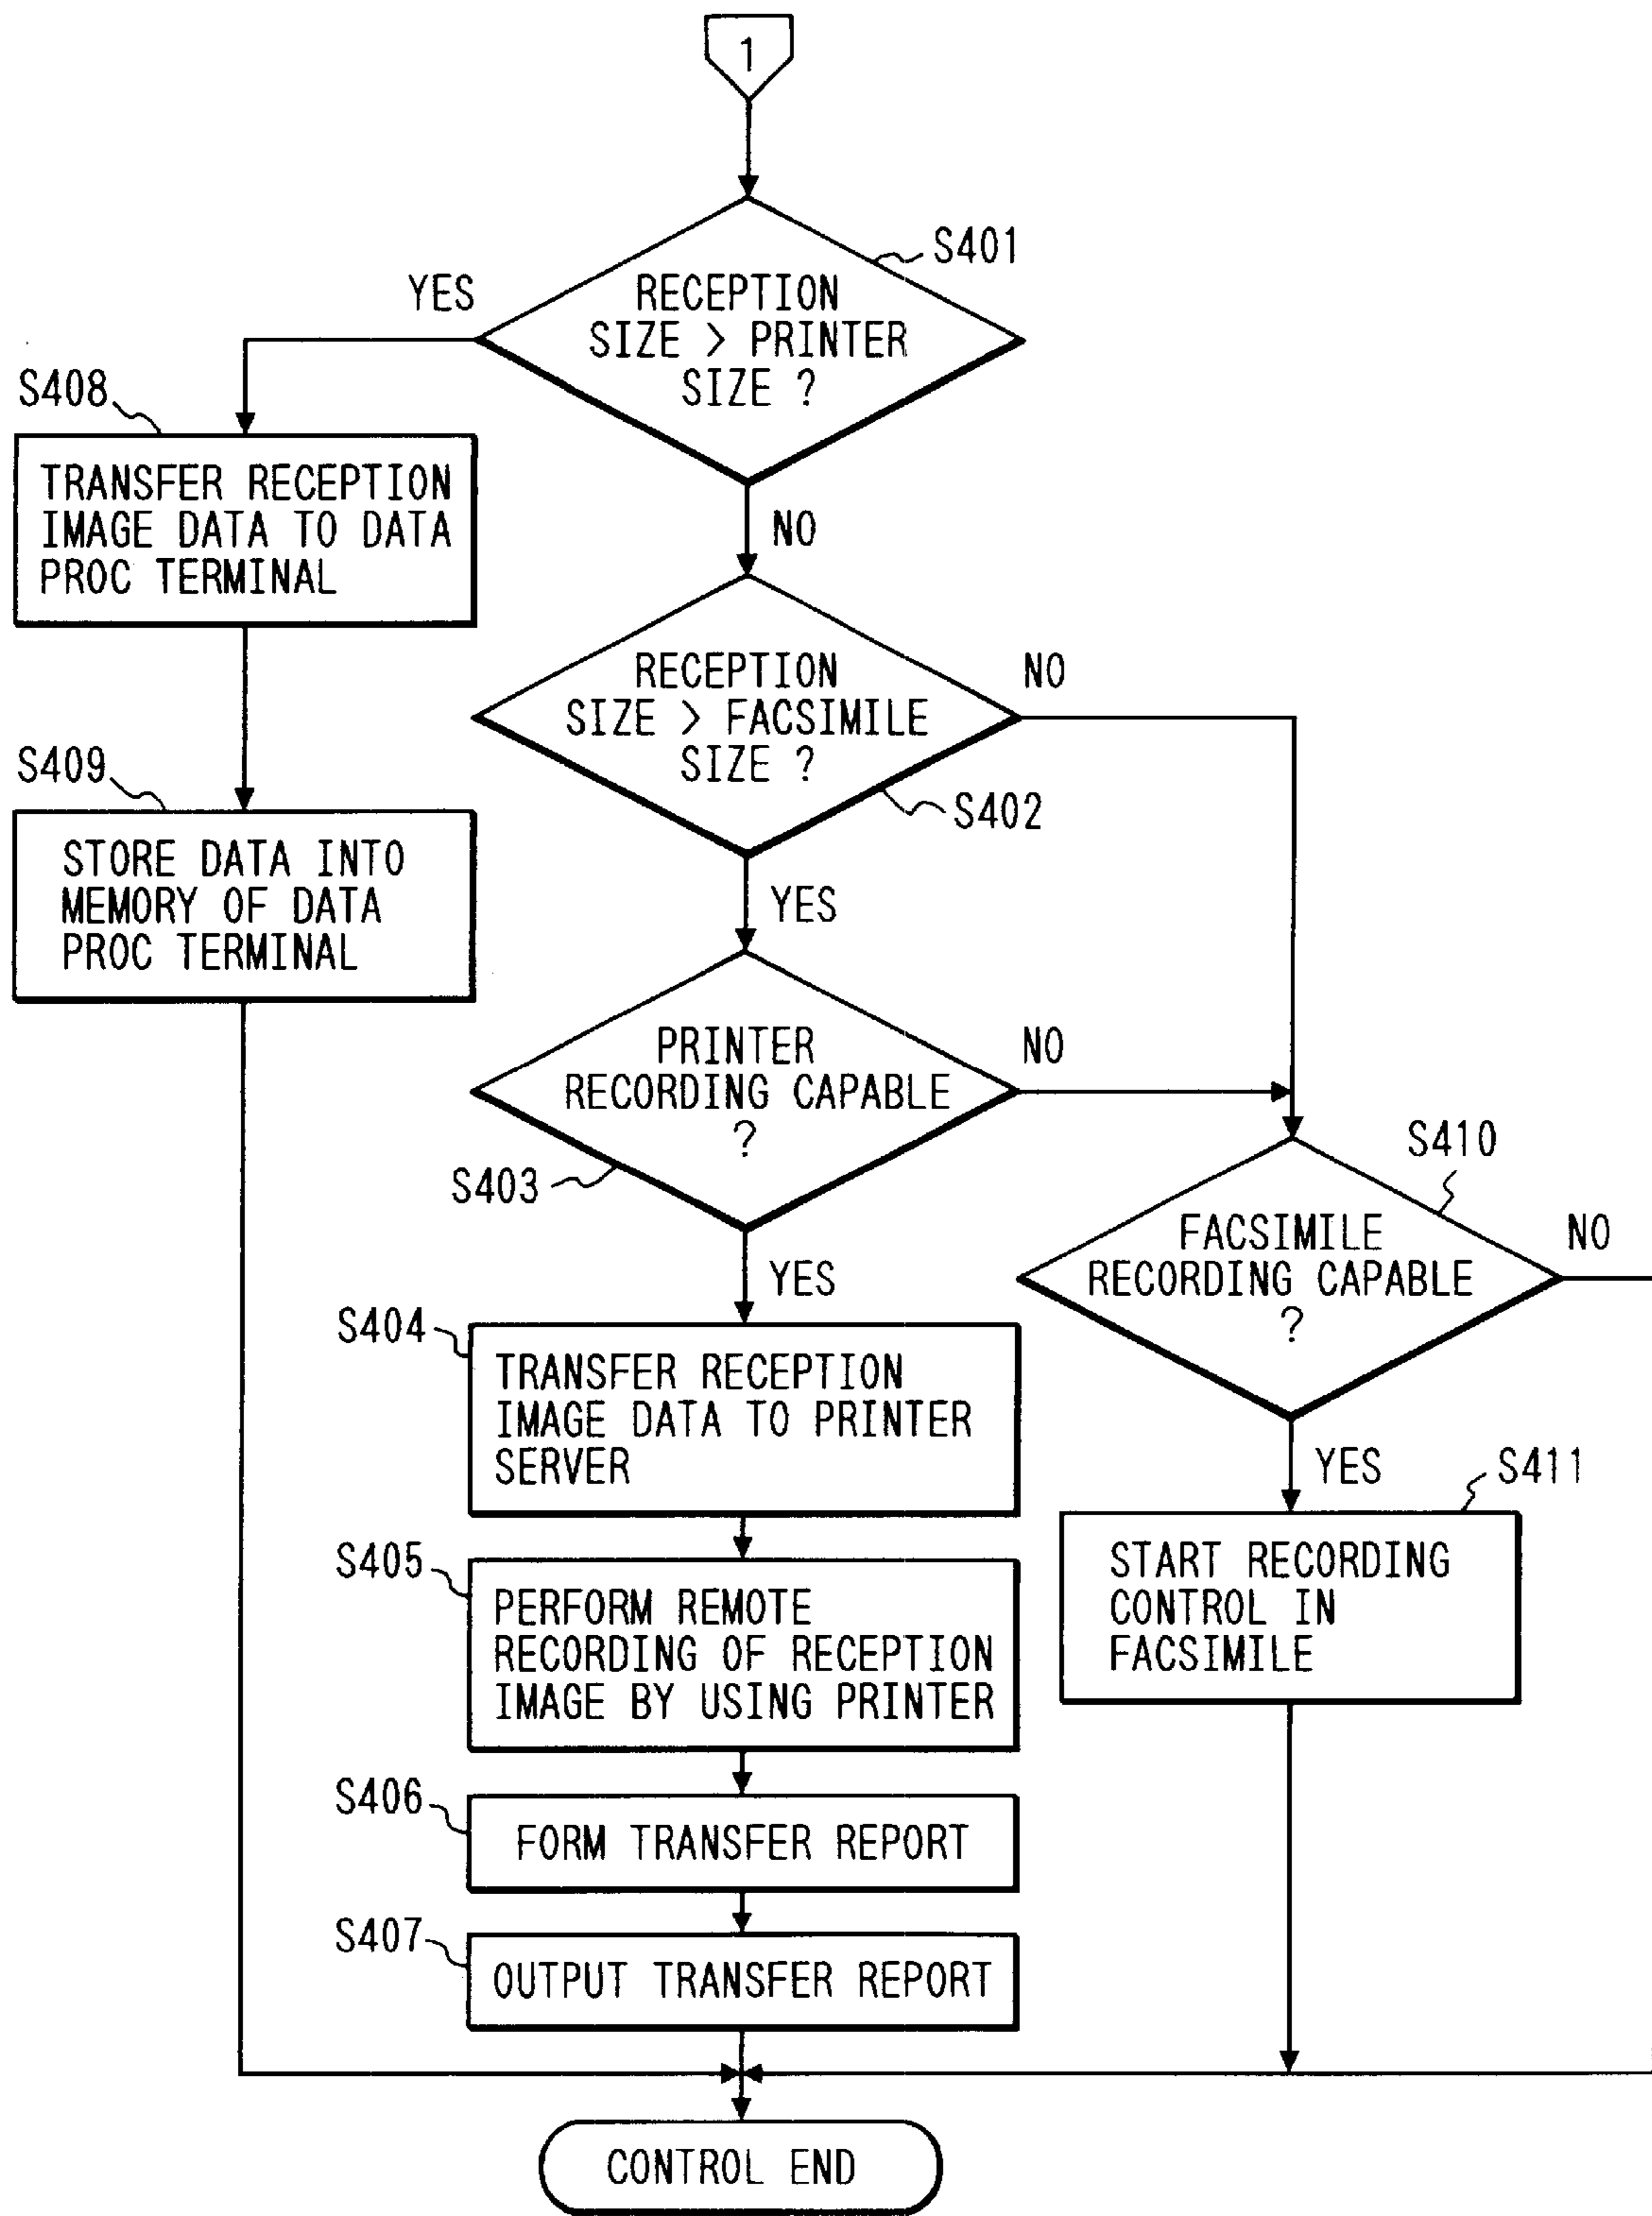 1
S401
YES
RECEPTION
SIZE > PRINTER
SIZE ?
S408
TRANSFER RECEPTION
IMAGE DATA TO DATA
PROC TERMINAL
NO
RECEPTION
SIZE > FACSIMILE
SIZE ?
NO
S402
S409
STORE DATA INTO
MEMORY OF DATA
PROC TERMINAL
YES
PRINTER
RECORDING CAPABLE
?
NO
S403
S410
FACSIMILE
RECORDING CAPABLE
?
NO
YES
S404
TRANSFER RECEPTION
IMAGE DATA TO PRINTER
SERVER
YES
S411
START RECORDING
CONTROL IN
FACSIMILE
S405
PERFORM REMOTE
RECORDING OF RECEPTION
IMAGE BY USING PRINTER
S406
FORM TRANSFER REPORT
S407
OUTPUT TRANSFER REPORT
CONTROL END